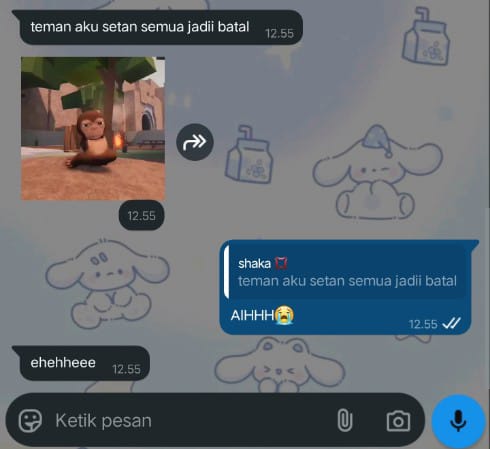 teman aku setan semua jadii batal
12.55
12.55
shaka
teman aku setan semua jadii batal
AIHHH😭
12.55
ehehheee
12.55
Ketik pesan